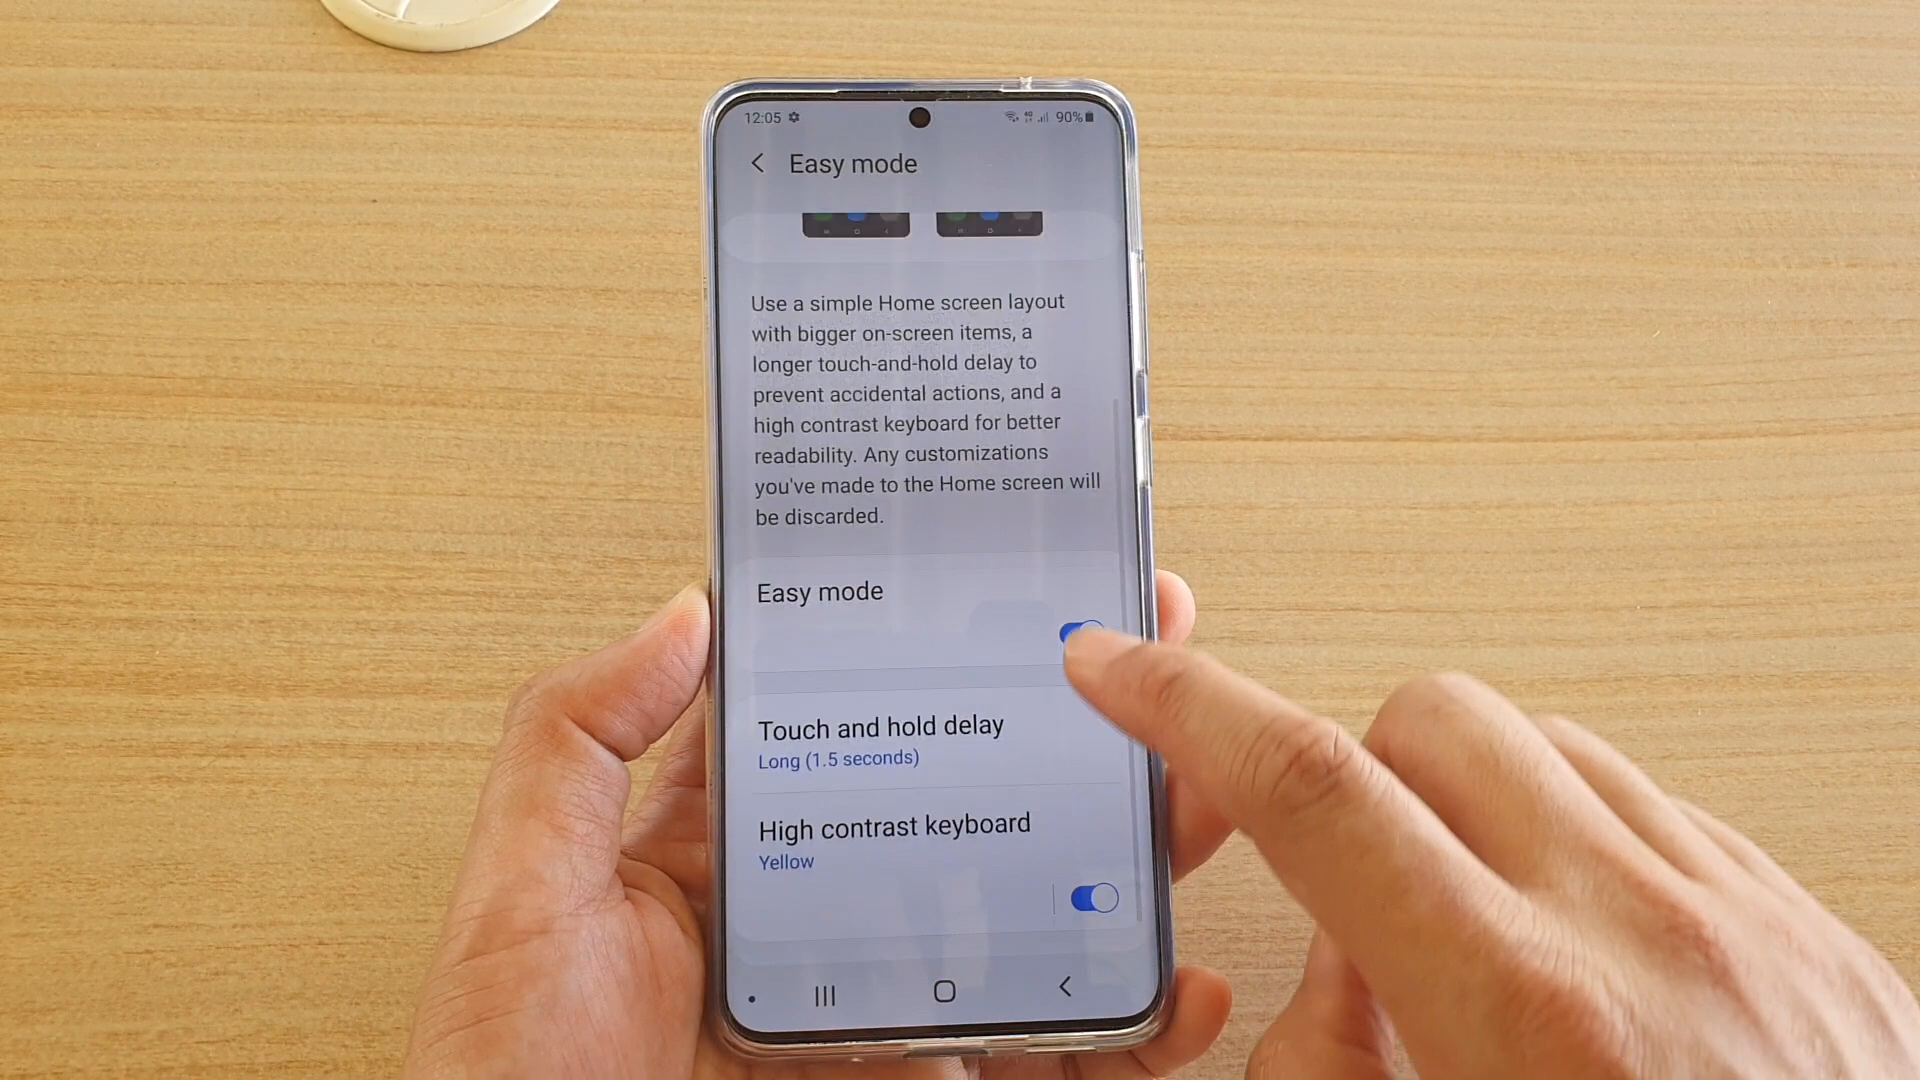 12:05
90%
Easy mode
Use a simple Home screen layout
with bigger on-screen items, a
longer touch-and-hold delay to
prevent accidental actions, and a
high contrast keyboard for better
readability. Any customizations
you've made to the Home screen will
be discarded.
Easy mode
Touch and hold delay
Long (1.5 seconds)
High contrast keyboard
Yellow